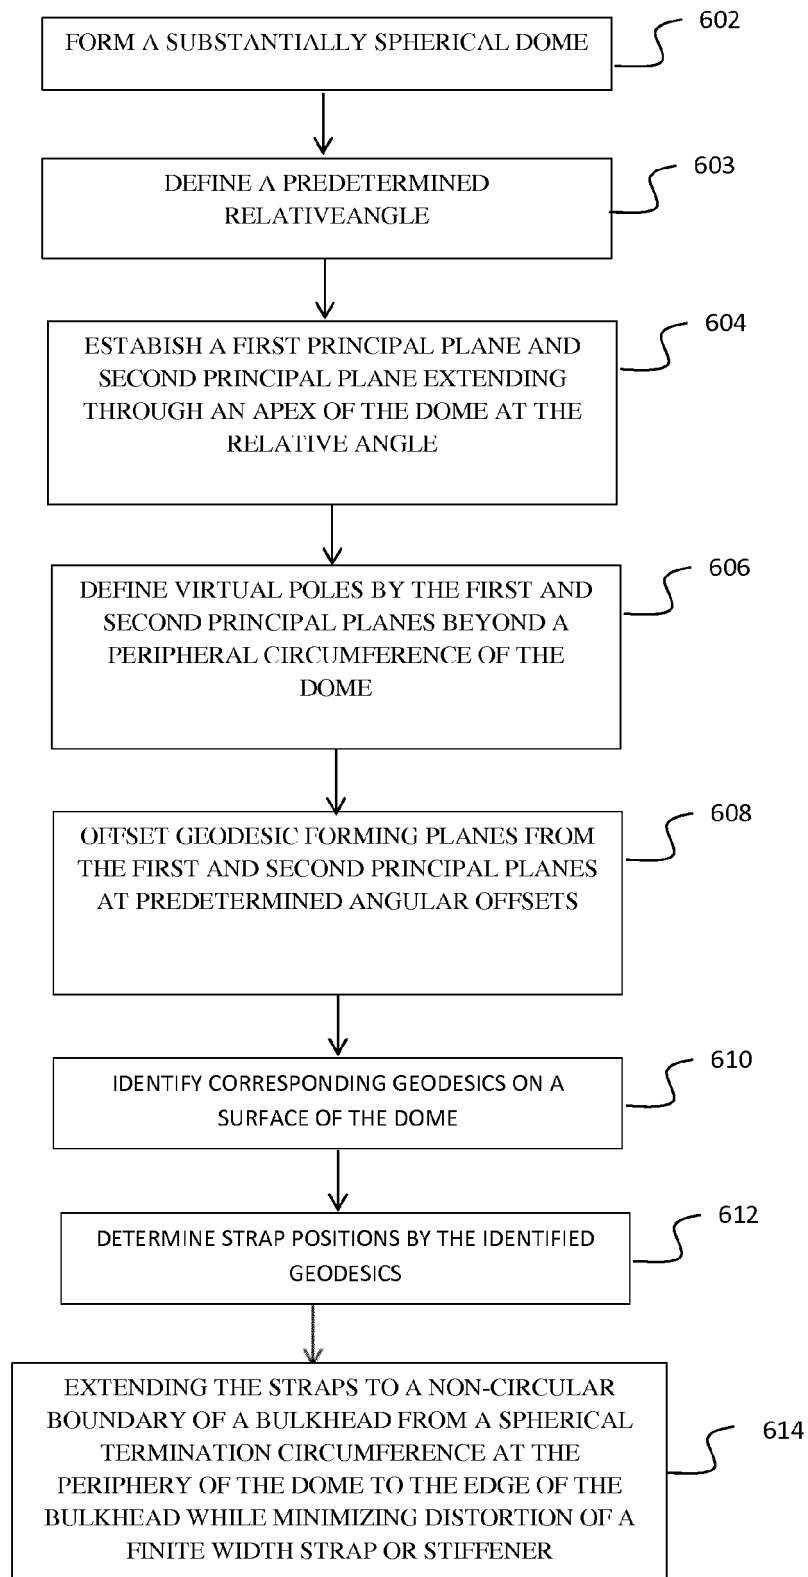 FORM A SUBSTANTIALLY SPHERICAL DOME
602
DEFINE A PREDETERMINED
RELATIVEANGLE
603
ESTABISH A FIRST PRINCIPAL PLANE AND
SECOND PRINCIPAL PLANE EXTENDING
THROUGH AN APEX OF THE DOME AT THE
RELATIVE ANGLE
604
DEFINE VIRTUAL POLES BY THE FIRST AND
SECOND PRINCIPAL PLANES BEYOND A
PERIPHERAL CIRCUMFERENCE OF THE
DOME
606
OFFSET GEODESIC FORMING PLANES FROM
THE FIRST AND SECOND PRINCIPAL PLANES
AT PREDETERMINED ANGULAR OFFSETS
608
IDENTIFY CORRESPONDING GEODESICS ON A
SURFACE OF THE DOME
610
DETERMINE STRAP POSITIONS BY THE IDENTIFIED
GEODESICS
612
EXTENDING THE STRAPS TO A NON-CIRCULAR
BOUNDARY OF A BULKHEAD FROM A SPHERICAL
TERMINATION CIRCUMFERENCE AT THE
PERIPHERY OF THE DOME TO THE EDGE OF THE
BULKHEAD WHILE MINIMIZING DISTORTION OF A
FINITE WIDTH STRAP OR STIFFENER
614